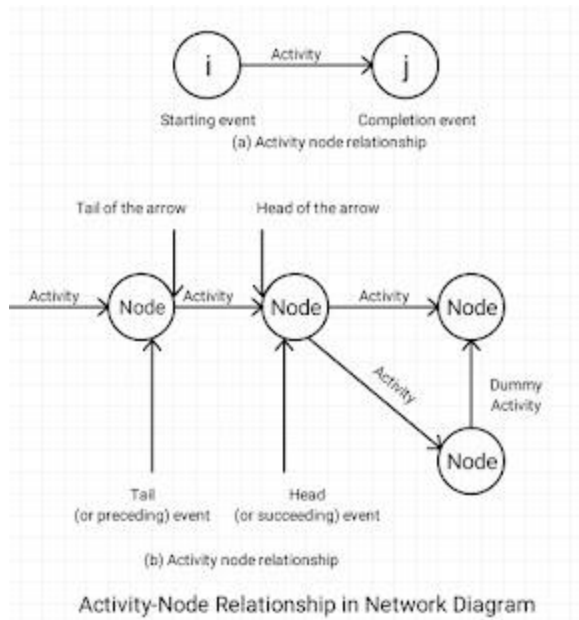 Activity
i
j
Starting event
Completion event
(a) Activity node relationship
Tail of the arrow
Head of the arrow
Activity
Node
Activity
Node
Activity
Node
Activity
Dummy
Activity
Node
Tail
(or preceding) event
Head
(or succeeding) event
(b) Activity node relationship
Activity-Node Relationship in Network Diagram